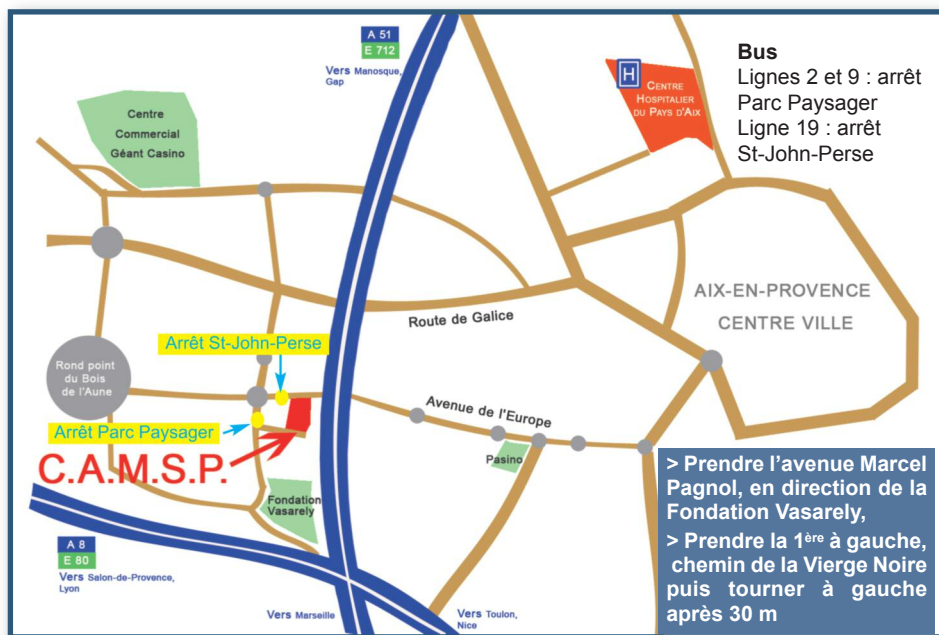 A 51
E 712
Vers Manosque,
Gap
H
CENTRE
HOSPITALIER
DU PAYS D'AIX
Bus
Lignes 2 et 9 : arrêt
Parc Paysager
Ligne 19 : arrêt
St-John-Perse
Centre
Commercial
Géant Casino
AIX-EN-PROVENCE
CENTRE VILLE
Route de Galice
Arrêt St-John-Perse
Rond point
du Bois
de l'Aune
Avenue de l'Europe
Arrêt Parc Paysager
C.A.M.S.P.
Pasino
Fondation
Vasarely
> Prendre l'avenue Marcel
Pagnol, en direction de la
Fondation Vasarely,
> Prendre la 1ère à gauche,
chemin de la Vierge Noire
puis tourner à gauche
après 30 m
A 8
E 80
Vers Salon-de-Provence,
Lyon
Vers Marseille
Vers Toulon,
Nice